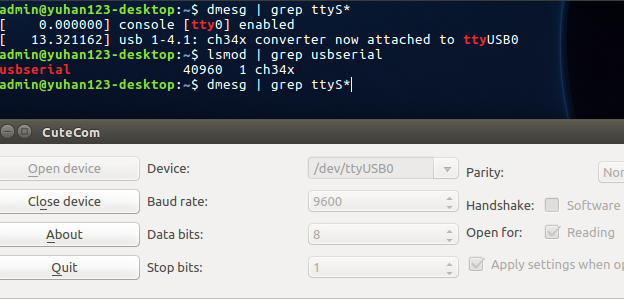 admin@yuhan123-desktop:~$ dmesg | grep ttyS*
[    0.000000] console [tty0] enabled
[   13.321162] usb 1-4.1: ch34x converter now attached to ttyUSB0
admin@yuhan123-desktop:~$ lsmod | grep usbserial
usbserial              40960  1 ch34x
admin@yuhan123-desktop:~$ dmesg | grep ttyS*
CuteCom
Open device Device: /dev/ttyUSB0 Parity: Non
Close device Baud rate: 9600 Handshake: Software
About Data bits: 8 Open for: Reading
Quit Stop bits: 1 Apply settings when op